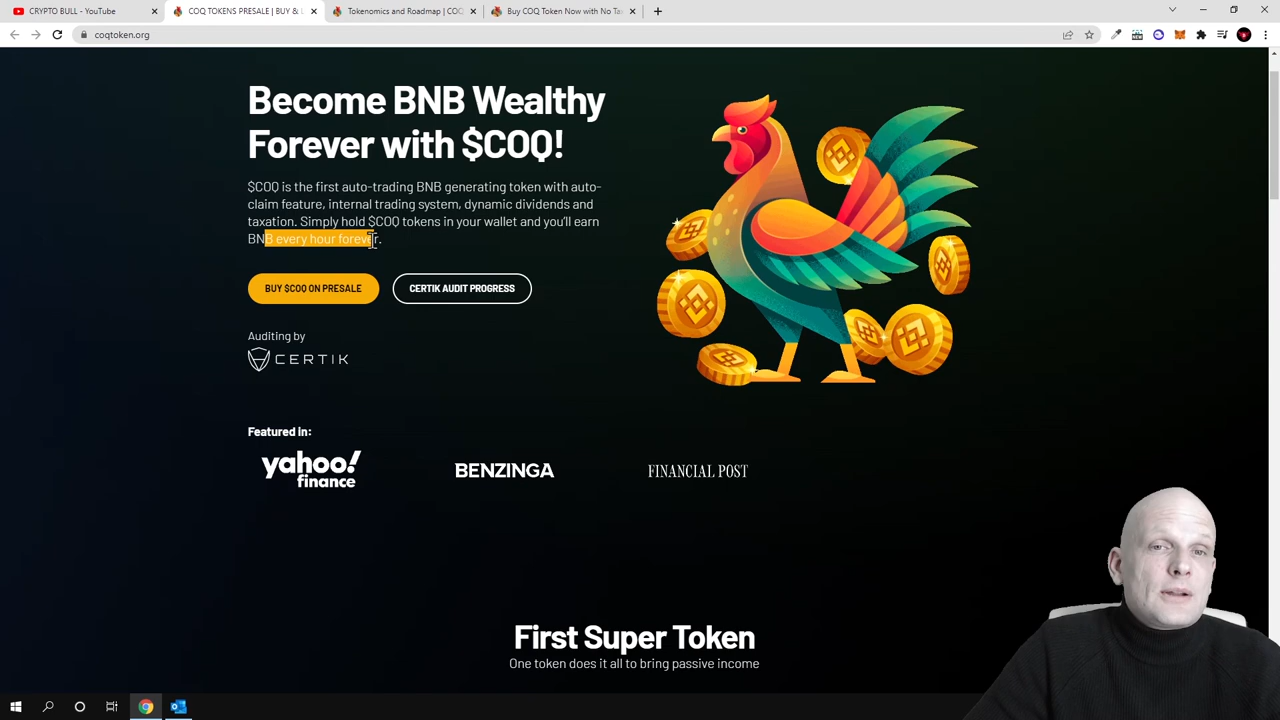 CRYPTO BULL - YouTube
COQ TOKENS PRESALE | BUY &
Tokenomics and Roadmap | COQ
Buy COQ Token Now with No Ta
coqtoken.org
Become BNB Wealthy
Forever with $COQ!
$COQ is the first auto-trading BNB generating token with auto-
claim feature, internal trading system, dynamic dividends and
taxation. Simply hold $COQ tokens in your wallet and you'll earn
BNB every hour forever.
BUY $COQ ON PRESALE
CERTIK AUDIT PROGRESS
Auditing by
CERTIK
Featured in:
yahoo!
finance
BENZINGA
FINANCIAL POST
First Super Token
One token does it all to bring passive income